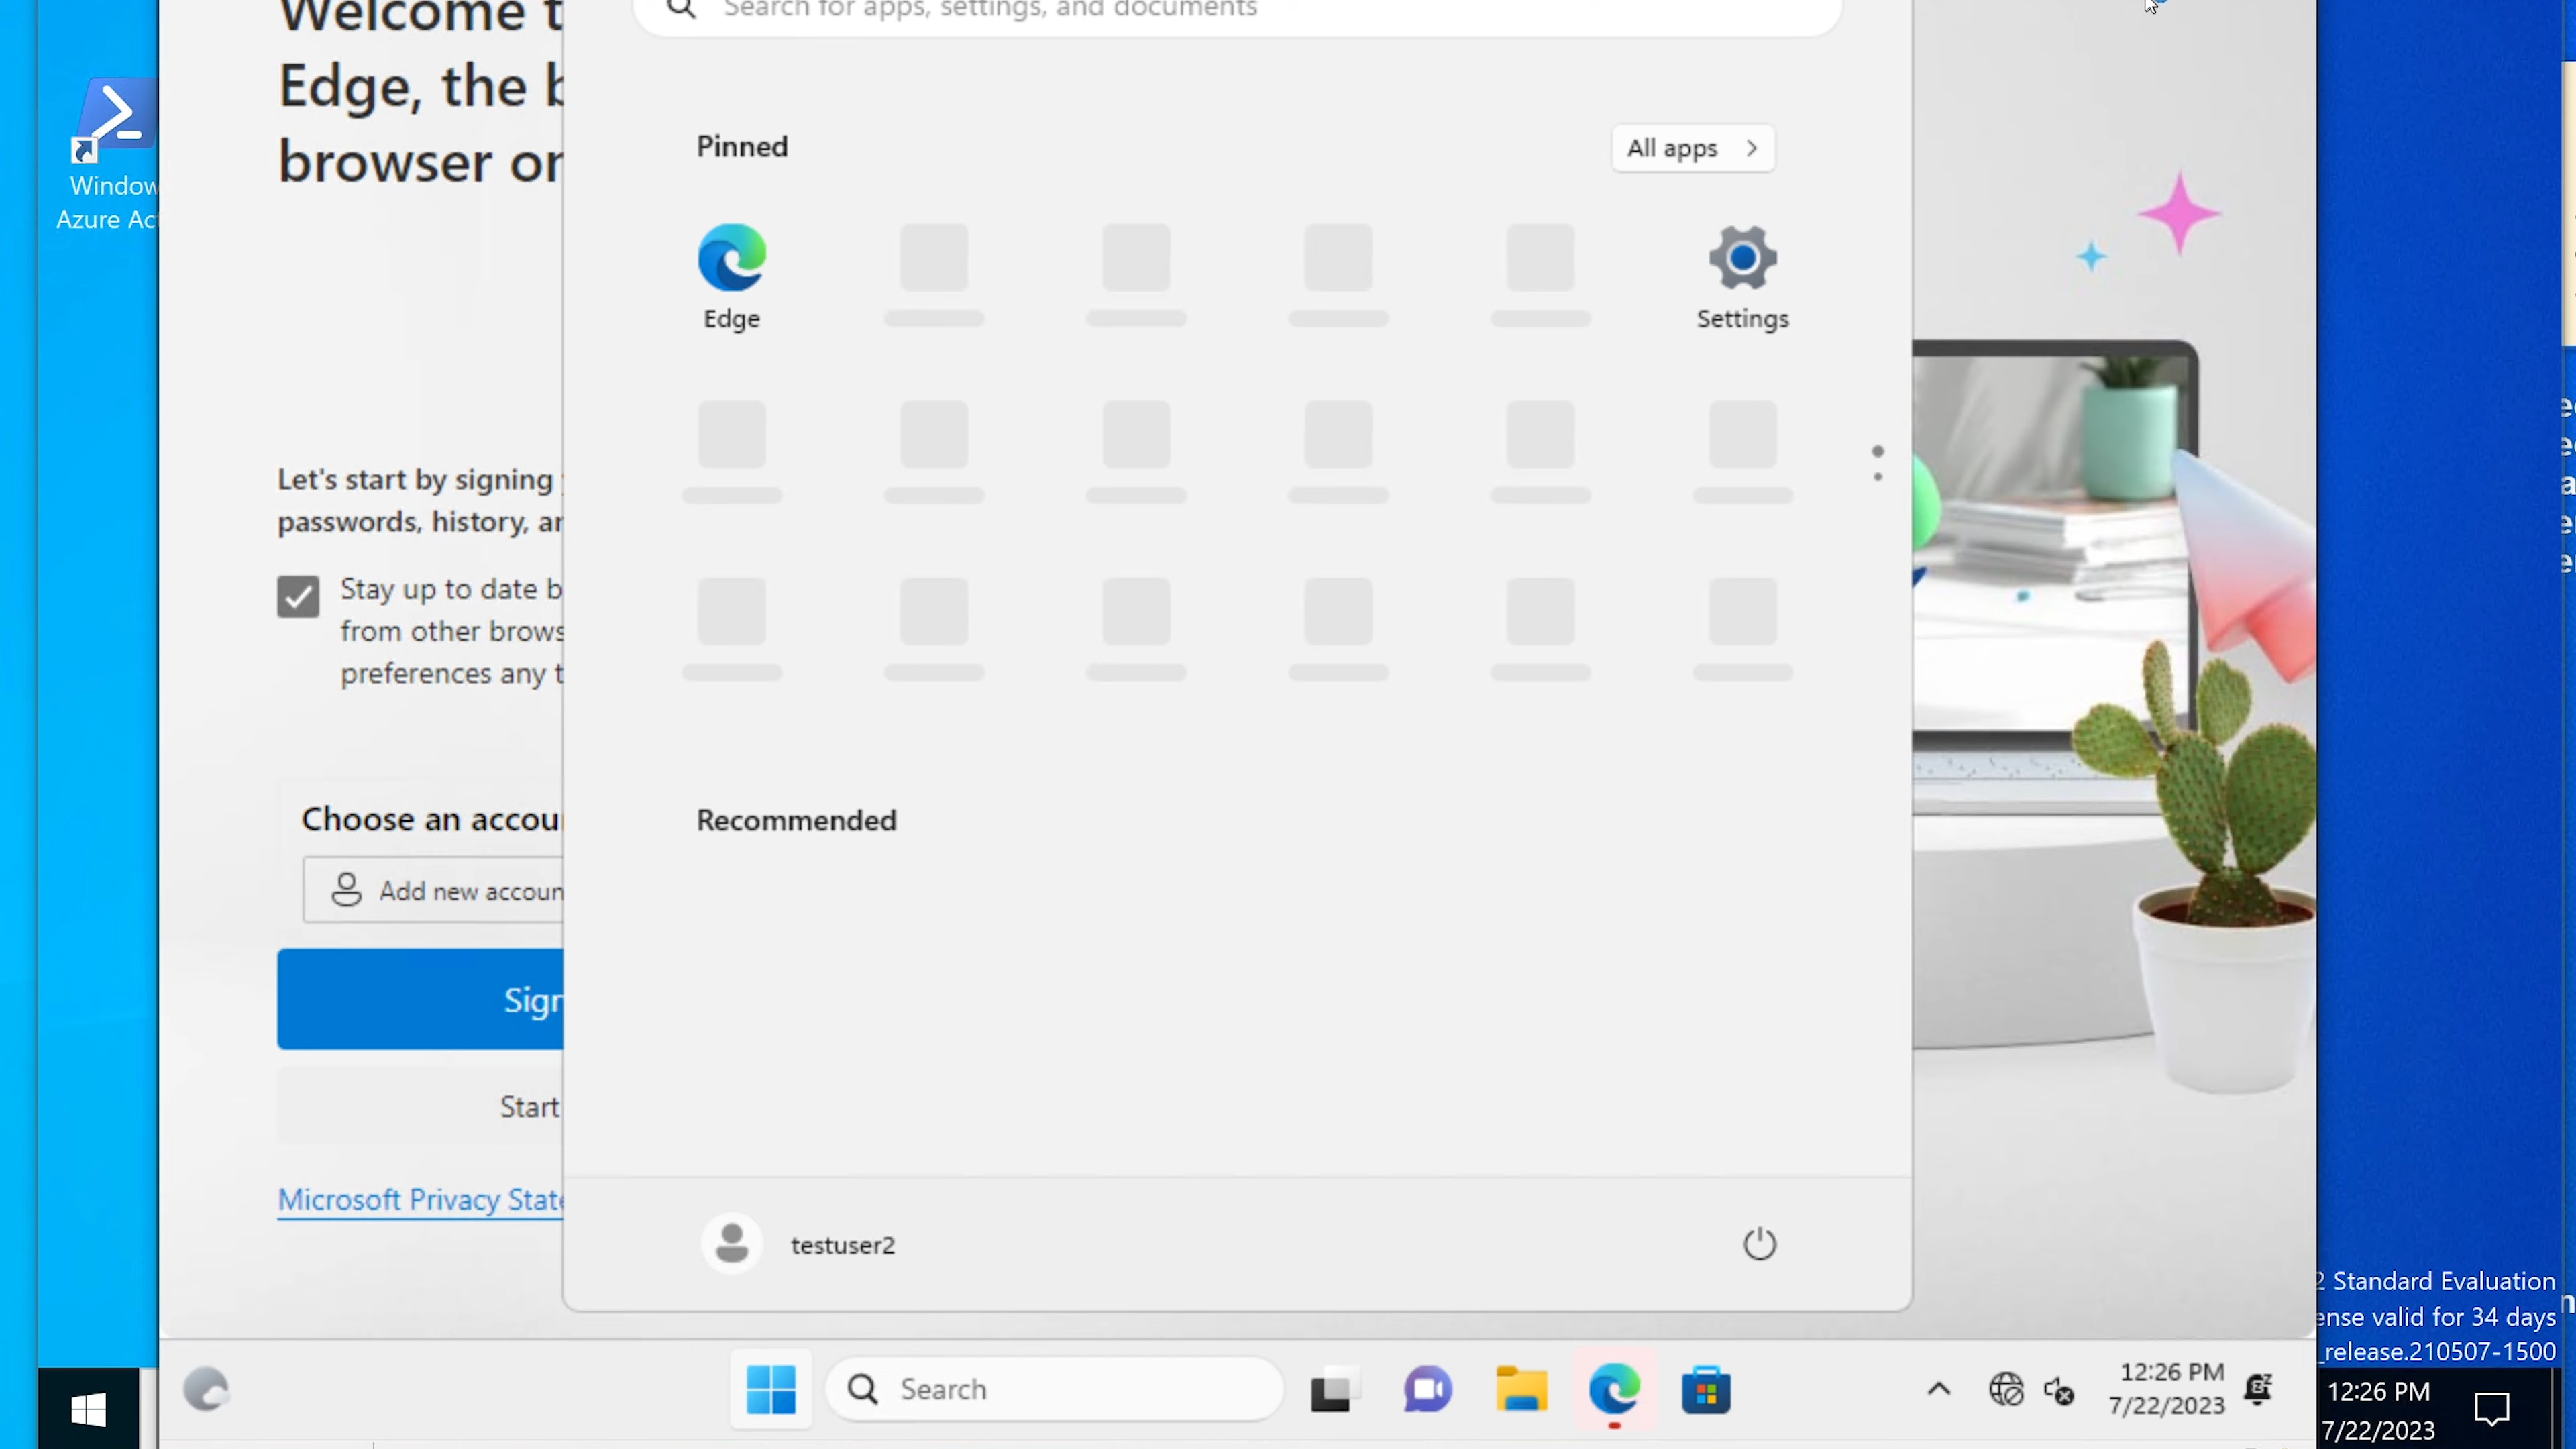 Welcome t
Edge, the b
browser or
Search for apps, settings, and documents
Window
Azure Act
Pinned
All apps
Edge
Settings
Let's start by signing
passwords, history, ar
Stay up to date b
from other brows
preferences any t
Recommended
Choose an accou
Add new accoun
Sign
Start
Microsoft Privacy State
testuser2
2 Standard Evaluation
ense valid for 34 days
_release.210507-1500
Search
12:26 PM
7/22/2023
12:26 PM
7/22/2023